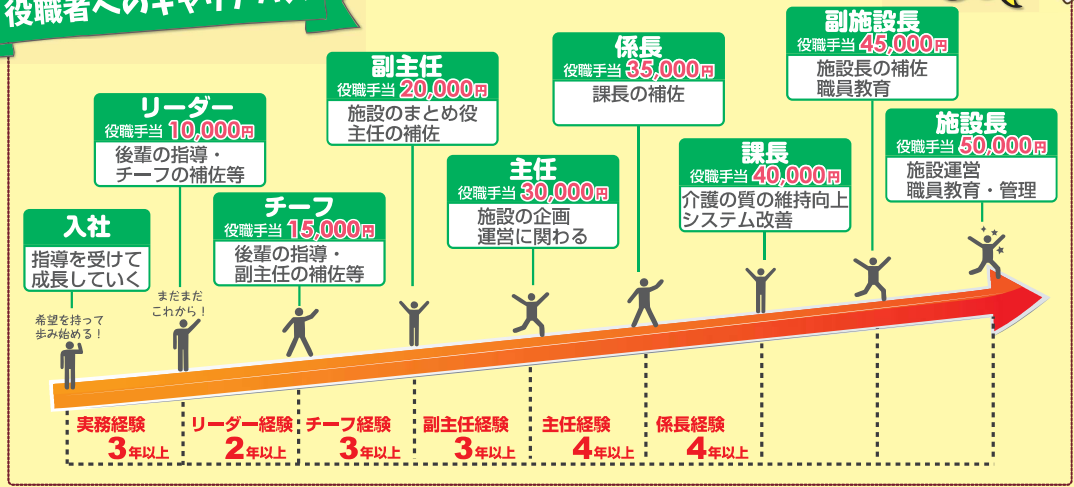 役職者へのキャリアパス
入社
指導を受けて
成長していく
希望を持って
歩み始める！
リーダー
役職手当 10,000円
後輩の指導・
チーフの補佐等
まだまだ
これから！
チーフ
役職手当 15,000円
後輩の指導・
副主任の補佐等
副主任
役職手当 20,000円
施設のまとめ役
主任の補佐
主任
役職手当 30,000円
施設の企画
運営に関わる
係長
役職手当 35,000円
課長の補佐
課長
役職手当 40,000円
介護の質の維持向上
システム改善
副施設長
役職手当 45,000円
施設長の補佐
職員教育
施設長
役職手当 50,000円
施設運営
職員教育・管理
実務経験
3年以上
リーダー経験
2年以上
チーフ経験
3年以上
副主任経験
3年以上
主任経験
4年以上
係長経験
4年以上